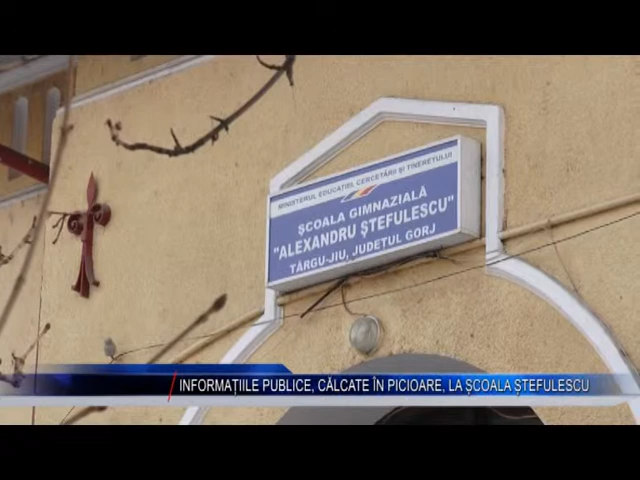 MINISTERUL EDUCAȚIEI, CERCETĂRII ȘI TINERETULUI
ȘCOALA GIMNAZIALĂ
"ALEXANDRU ȘTEFULESCU"
TÂRGU-JIU, JUDEȚUL GORJ
INFORMAȚIILE PUBLICE, CĂLCATE ÎN PICIOARE, LA ȘCOALA ȘTEFULESCU